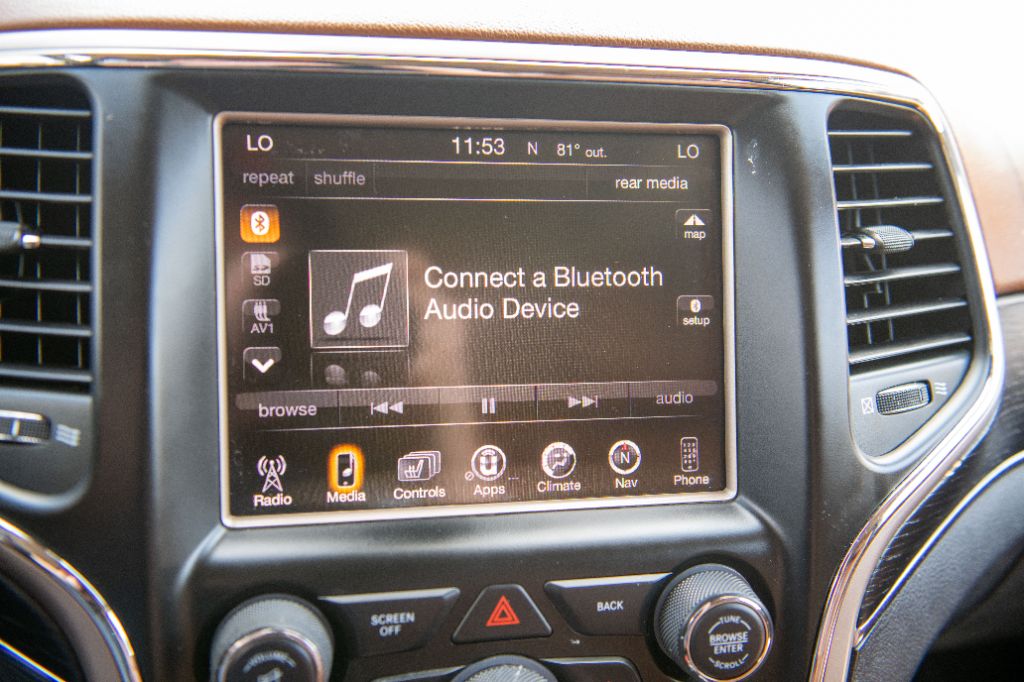 LO 11:53 N 81° out. LO
repeat shuffle rear media
map
SD
AV1
Connect a Bluetooth
Audio Device
setup
browse audio
Radio Media Controls Apps Climate Nav Phone
SCREEN
OFF
BACK
TUNE
BROWSE
ENTER
SCROLL
VOLUME